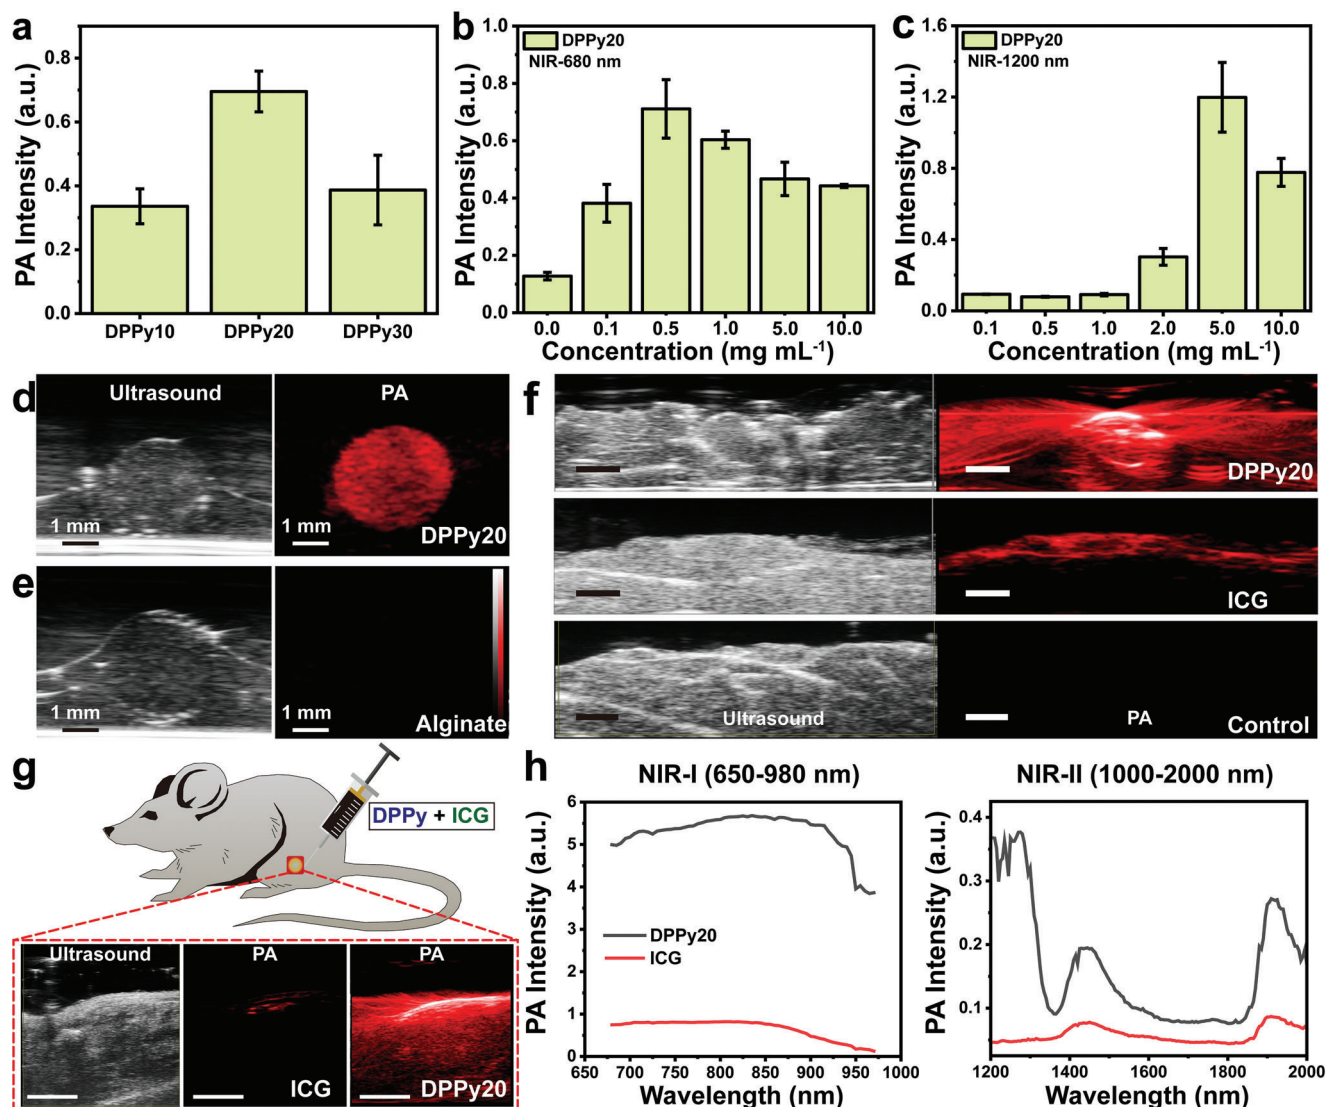 a
PA Intensity (a.u.)
0.8
0.6
0.4
0.2
0.0
DPPy10 DPPy20 DPPy30
b
PA Intensity (a.u.)
DPPy20
NIR-680 nm
1.0
0.8
0.6
0.4
0.2
0.0
0.0 0.1 0.5 1.0 5.0 10.0
Concentration (mg mL⁻¹)
c
PA Intensity (a.u.)
DPPy20
NIR-1200 nm
1.6
1.2
0.8
0.4
0.0
0.1 0.5 1.0 2.0 5.0 10.0
Concentration (mg mL⁻¹)
d
Ultrasound
1 mm
PA
1 mm
DPPy20
e
1 mm
1 mm
Alginate
f
DPPy20
ICG
Ultrasound
PA
Control
g
DPPy + ICG
Ultrasound
PA
ICG
PA
DPPy20
h
NIR-I (650-980 nm)
PA Intensity (a.u.)
6
5
4
3
2
1
0
DPPy20
ICG
650 700 750 800 850 900 950 1000
Wavelength (nm)
NIR-II (1000-2000 nm)
PA Intensity (a.u.)
0.4
0.3
0.2
0.1
1200 1400 1600 1800 2000
Wavelength (nm)